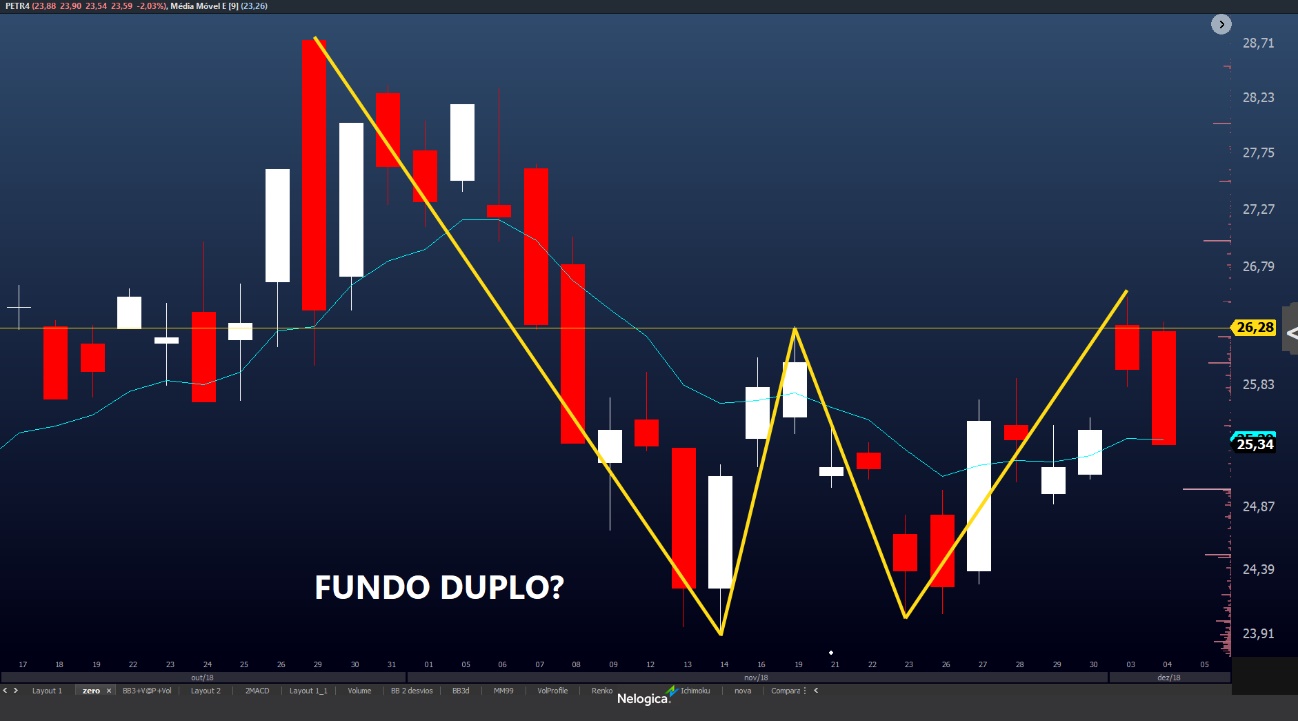 PETR4 (23,88 23,90 23,54 23,59 -2,03%), Média Móvel E [9] (23,26)
28,71
28,23
27,75
27,27
26,79
26,28
25,83
25,34
24,87
24,39
23,91
FUNDO DUPLO?
17 18 19 22 23 24 25 26 29 30 31 01 05 06 07 08 09 12 13 14 16 19 21 22 23 26 27 28 29 30 03 04 05
out/18 nov/18 dez/18
Layout 1 zero × BB3+V@P+Vol Layout 2 2MACD Layout 1_1 Volume BB 2 desvios BB3d MM99 VolProfile Renko Ichimoku nova Compara
Nelogica